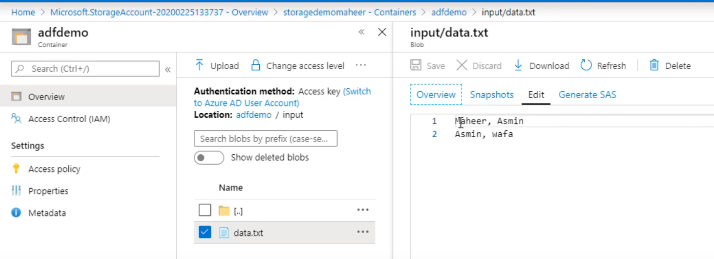 Home > Microsoft.StorageAccount-20200225133737 - Overview > storagedemomaheer - Containers > adfdemo > input/data.txt
adfdemo
Container
Search (Ctrl+/)
Overview
Access Control (IAM)
Settings
Access policy
Properties
Metadata
Upload
Change access level
Authentication method: Access key (Switch
to Azure AD User Account)
Location: adfdemo / input
Search blobs by prefix (case-se...
Show deleted blobs
Name
[..]
data.txt
input/data.txt
Blob
Save
Discard
Download
Refresh
Delete
Overview
Snapshots
Edit
Generate SAS
1 Maheer, Asmin
2 Asmin, wafa